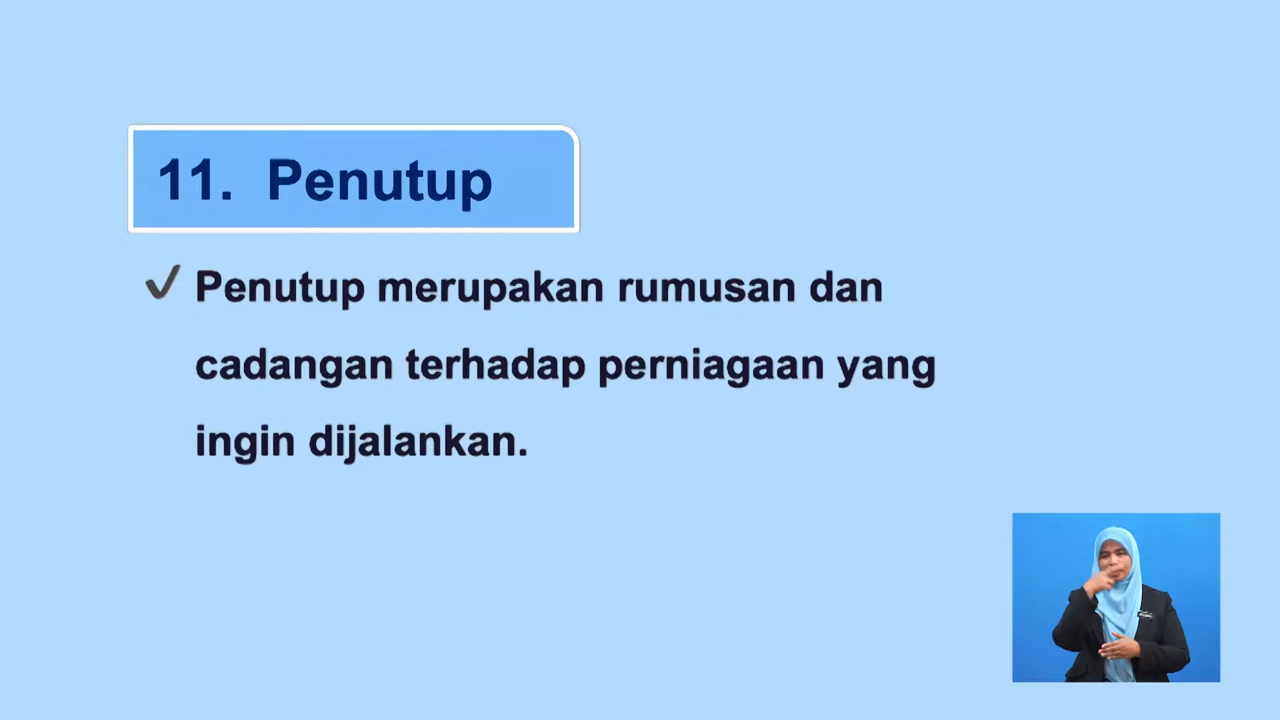 11. Penutup
Penutup merupakan rumusan dan
cadangan terhadap perniagaan yang
ingin dijalankan.